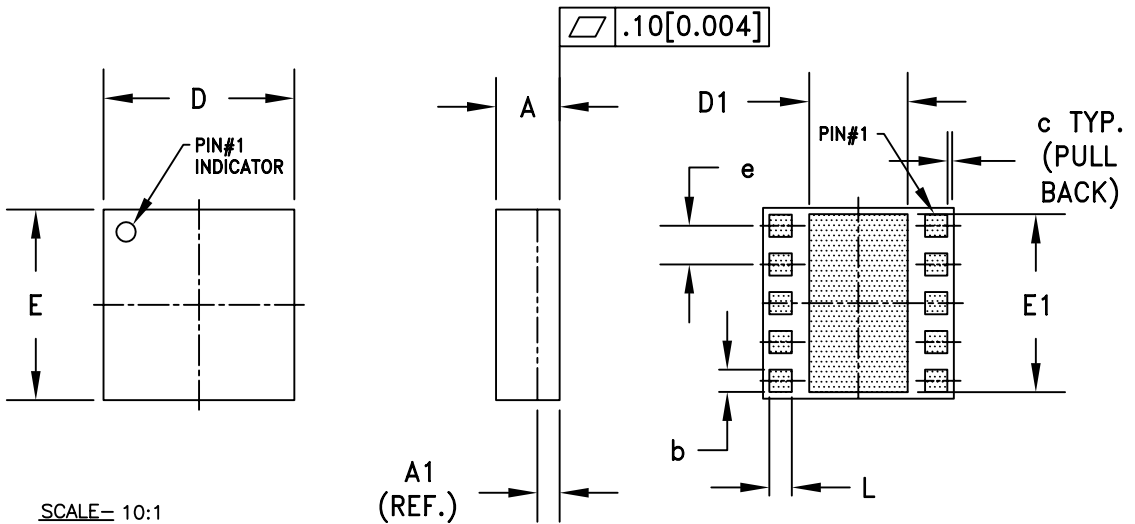 .10[0.004]
D
A
D1
PIN#1
INDICATOR
PIN#1
c TYP.
(PULL
BACK)
e
E
E1
b
L
A1
(REF.)
SCALE- 10:1